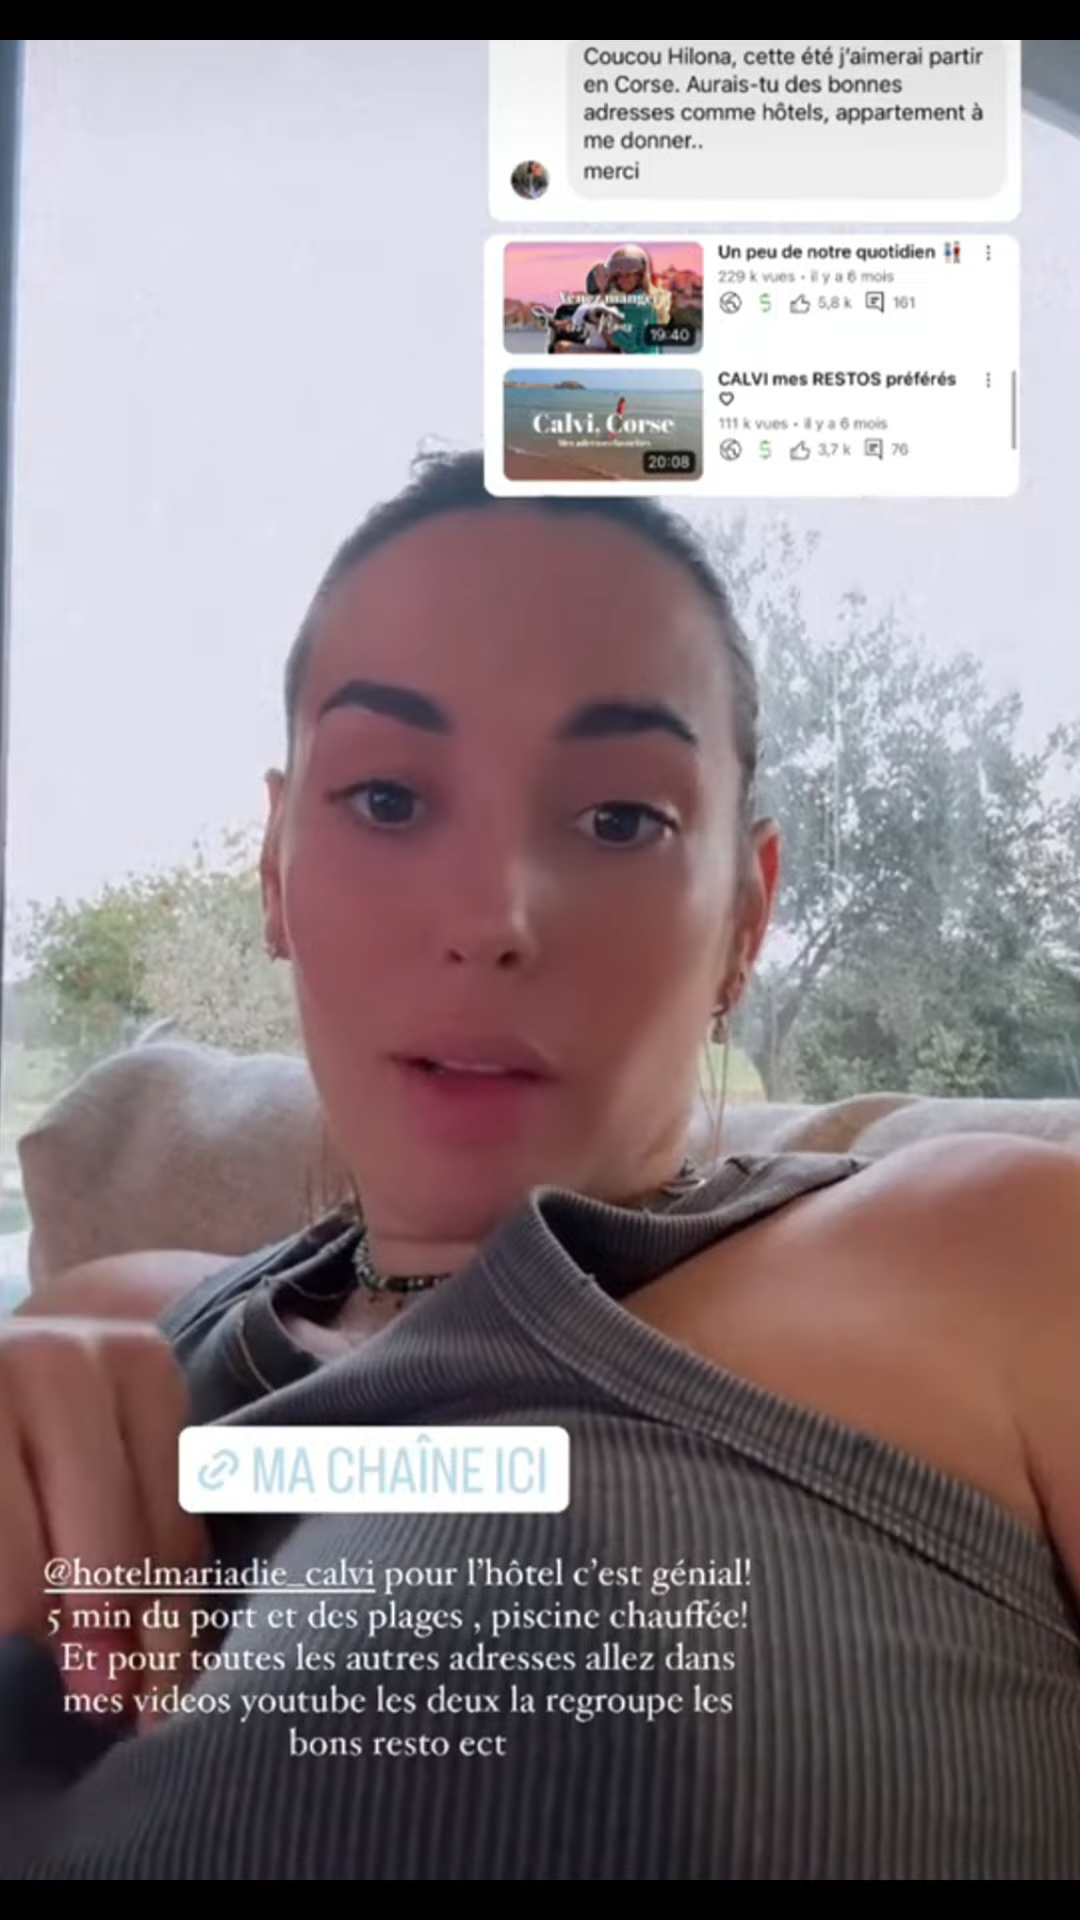 Coucou Hilona, cette été j'aimerai partir
en Corse. Aurais-tu des bonnes
adresses comme hôtels, appartement à
me donner..
merci
Un peu de notre quotidien
229 k vues • il y a 6 mois
5,8 k 161
Venez manger
19:40
CALVI mes RESTOS préférés
♡
111 k vues • il y a 6 mois
3,7 k 76
Calvi, Corse
20:08
MA CHAÎNE ICI
@hotelmariadie_calvi pour l'hôtel c'est génial!
5 min du port et des plages , piscine chauffée!
Et pour toutes les autres adresses allez dans
mes videos youtube les deux la regroupe les
bons resto ect